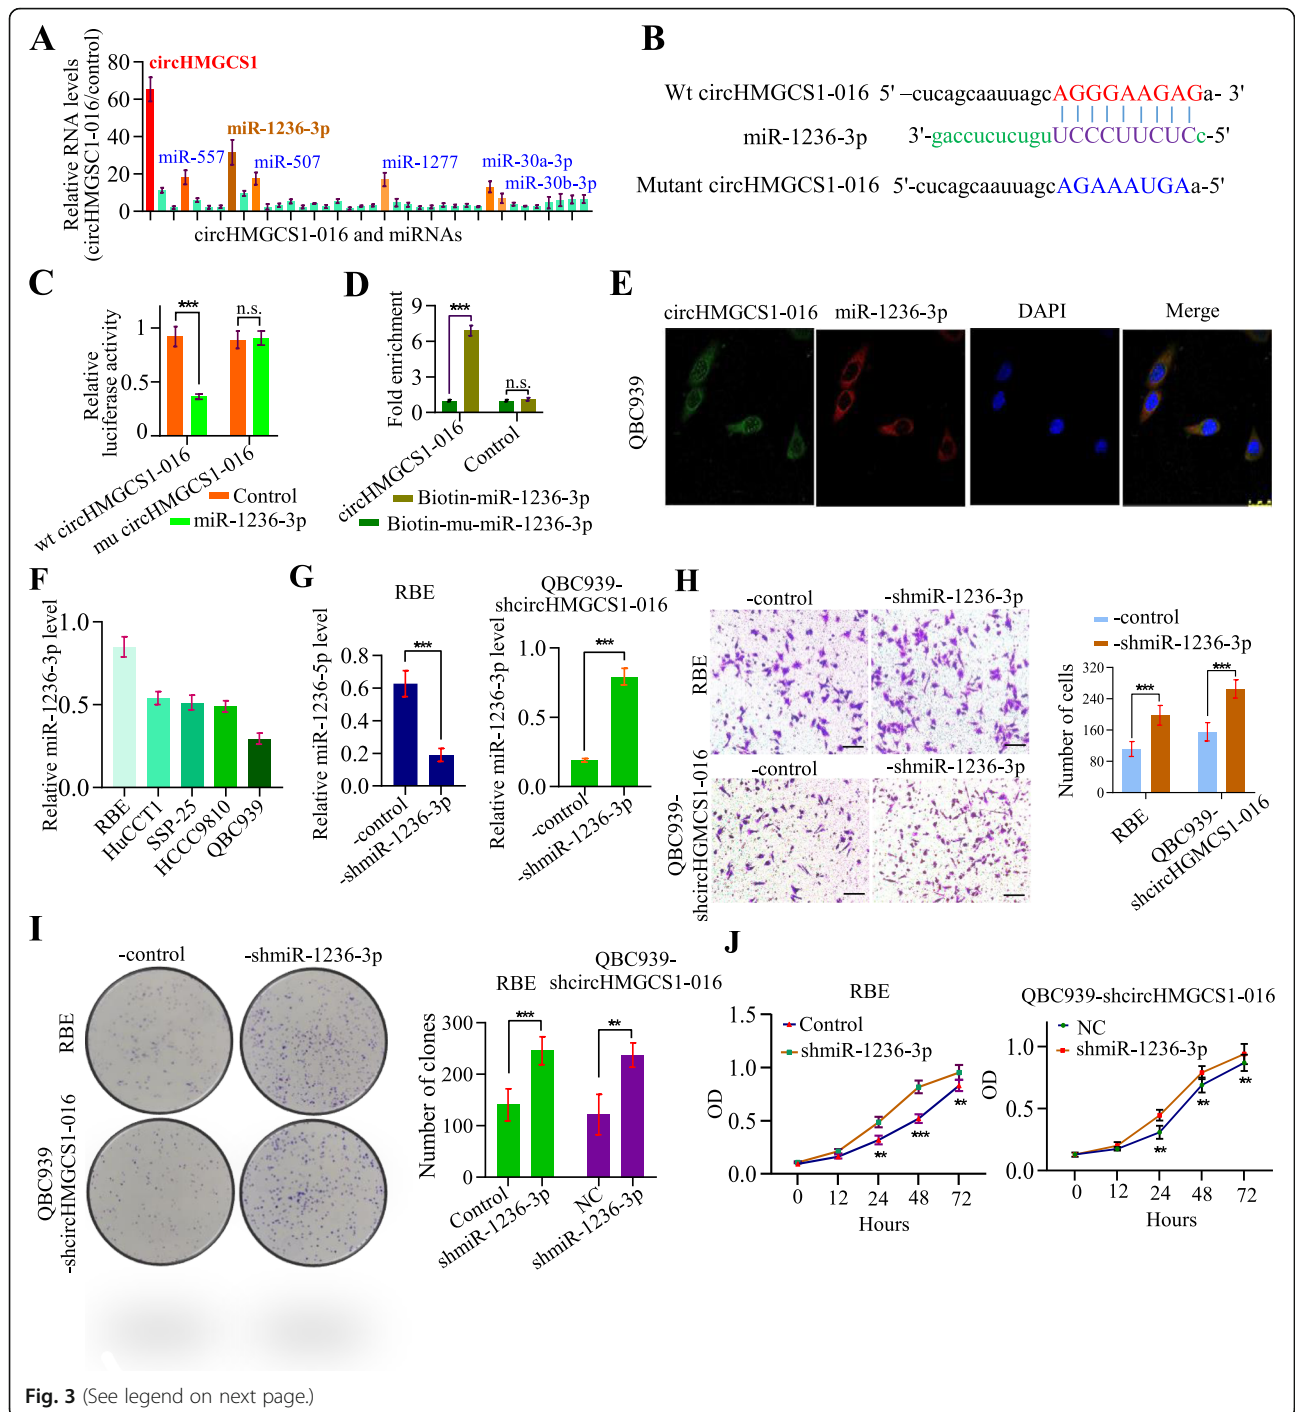 A
Relative RNA levels
(circHMGSC1-016/control)
80
60
40
20
0
circHMGCS1
miR-1236-3p
miR-557
miR-507
miR-1277
miR-30a-3p
miR-30b-3p
circHMGCS1-016 and miRNAs
B
Wt circHMGCS1-016 5' –cucagcaauuagcAGGGAAGAGa- 3'
miR-1236-3p 3'-gaccucucuguUCCCUUCUCc-5'
Mutant circHMGCS1-016 5'-cucagcaauuagcAGAAAUGAa-5'
C
Relative
luciferase activity
1
0.5
0
***
n.s.
wt circHMGCS1-016
mu circHMGCS1-016
Control
miR-1236-3p
D
Fold enrichment
9
6
3
0
***
n.s.
circHMGCS1-016
Control
Biotin-miR-1236-3p
Biotin-mu-miR-1236-3p
E
circHMGCS1-016 miR-1236-3p DAPI Merge
QBC939
F
Relative miR-1236-3p level
1.0
0.5
0.0
RBE
HuCCT1
SSP-25
HCCC9810
QBC939
G
RBE
Relative miR-1236-5p level
0.6
0.4
0.2
0.0
***
-control
-shmiR-1236-3p
QBC939-
shcircHMGCS1-016
Relative miR-1236-3p level
1.0
0.5
0.0
***
-control
-shmiR-1236-3p
H
-control -shmiR-1236-3p
RBE
-control -shmiR-1236-3p
QBC939-
shcircHGMCS1-016
-control
-shmiR-1236-3p
Number of cells
320
240
160
80
0
***
***
RBE
QBC939-
shcircHGMCS1-016
I
-control -shmiR-1236-3p
RBE
QBC939
-shcircHMGCS1-016
RBE
QBC939-
shcircHMGCS1-016
Number of clones
300
200
100
0
***
**
Control
shmiR-1236-3p
NC
shmiR-1236-3p
J
RBE
Control
shmiR-1236-3p
OD
1.5
1.0
0.5
0.0
**
***
**
0 12 24 48 72
Hours
QBC939-shcircHMGCS1-016
NC
shmiR-1236-3p
OD
1.0
0.5
0.0
**
**
**
0 12 24 48 72
Hours
Fig. 3 (See legend on next page.)